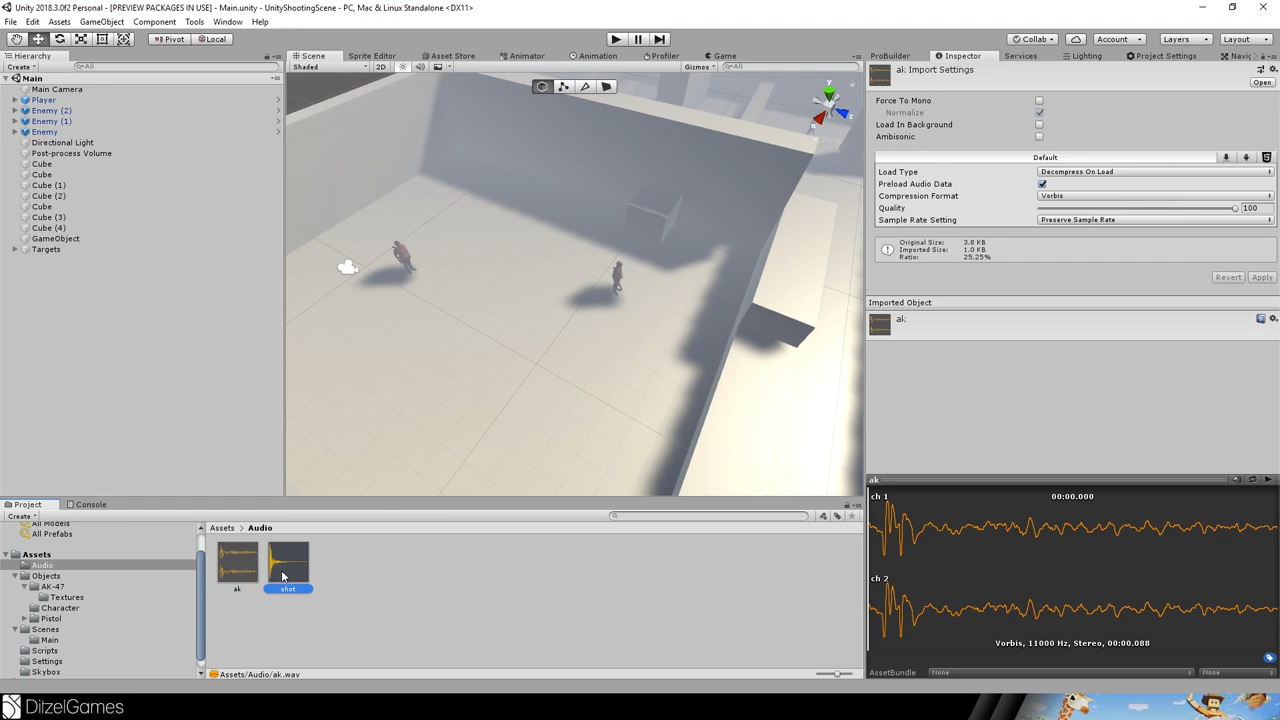 Unity 2018.3.0f2 Personal - [PREVIEW PACKAGES IN USE] - Main.unity - UnityShootingScene - PC, Mac & Linux Standalone <DX11>
File Edit Assets GameObject Component Tools Window Help
Pivot Local Collab Account Layers Layout
Hierarchy
Create All
Main
Main Camera
Player
Enemy (2)
Enemy (1)
Enemy
Directional Light
Post-process Volume
Cube
Cube
Cube (1)
Cube (2)
Cube
Cube (3)
Cube (4)
GameObject
Targets
Scene Sprite Editor Asset Store Animator Animation Profiler Game
Shaded 2D Gizmos All
y
x
z
ProBuilder Inspector Services Lighting Project Settings Navig
ak Import Settings
Open
Force To Mono
Normalize
Load In Background
Ambisonic
Default
Load Type Decompress On Load
Preload Audio Data
Compression Format Vorbis
Quality 100
Sample Rate Setting Preserve Sample Rate
Original Size: 3.8 KB
Imported Size: 1.0 KB
Ratio: 25.25%
Revert Apply
Imported Object
ak
ak
ch 1 00:00.000
ch 2
Vorbis, 11000 Hz, Stereo, 00:00.088
AssetBundle None None
Project Console
Create
All Models
All Prefabs
Assets
Audio
Objects
AK-47
Textures
Character
Pistol
Scenes
Main
Scripts
Settings
Skybox
Assets > Audio
ak shot
Assets/Audio/ak.wav
DitzelGames